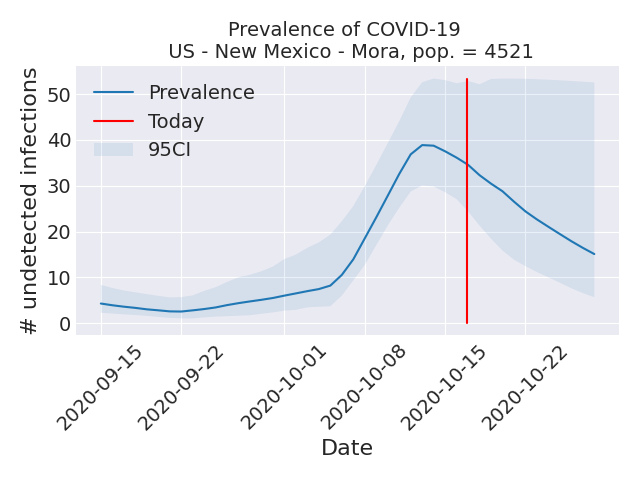 Prevalence of COVID-19
US - New Mexico - Mora, pop. = 4521
# undetected infections
50
40
30
20
10
0
Prevalence
Today
95CI
2020-09-15
2020-09-22
2020-10-01
2020-10-08
2020-10-15
2020-10-22
Date